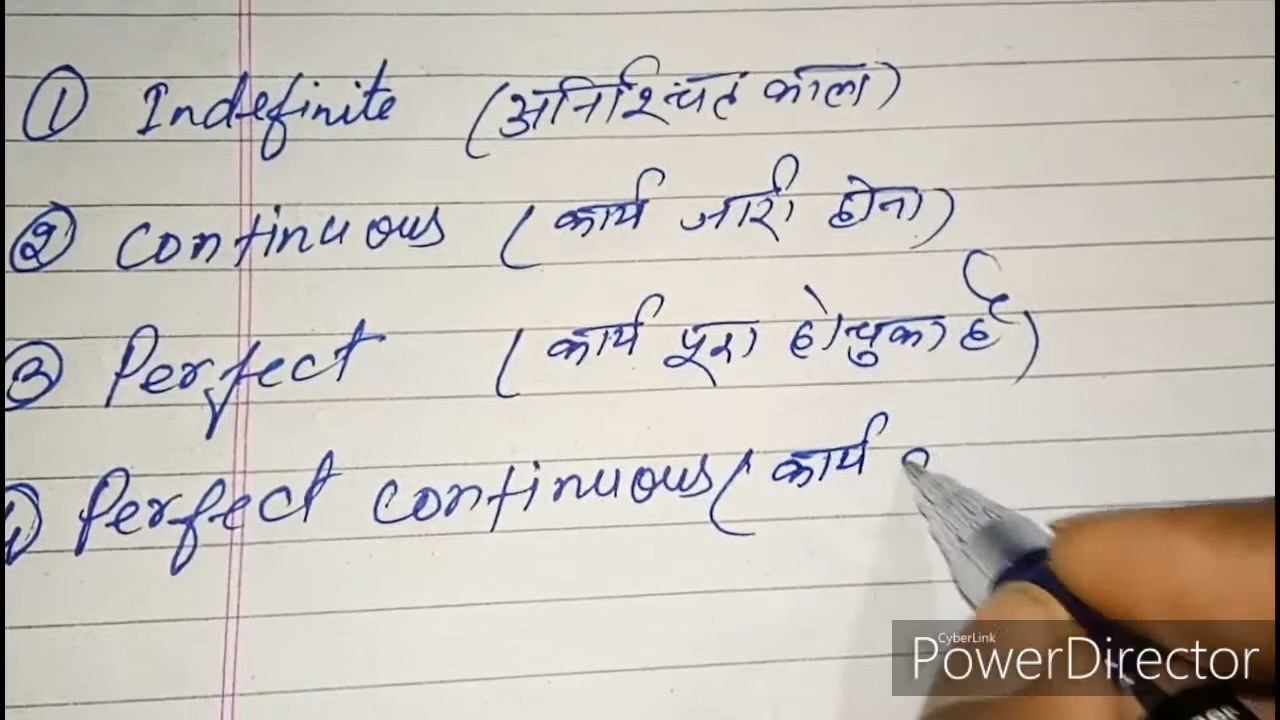 ① Indefinite (अनिश्चित काल)
② Continuous (कार्य जारी होना)
③ Perfect (कार्य पूरा हो चुका है)
Perfect continuous (कार्य
CyberLink
PowerDirector